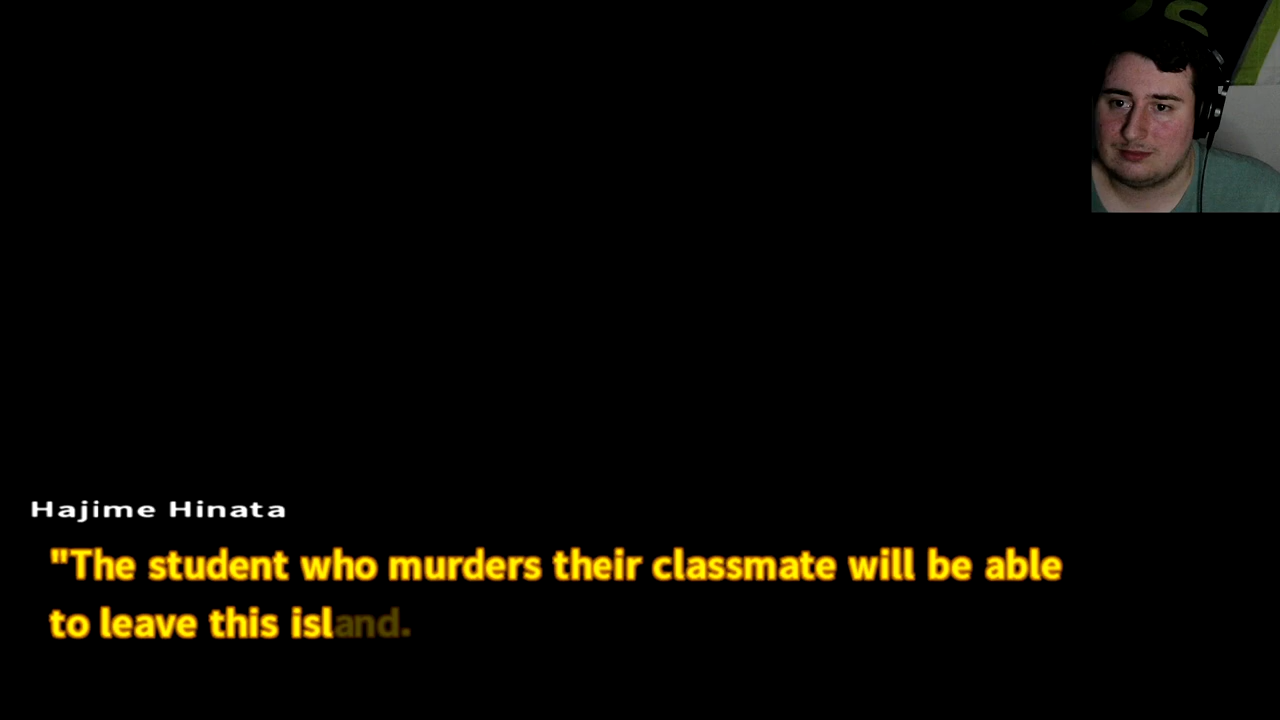 Hajime Hinata
"The student who murders their classmate will be able
to leave this island.